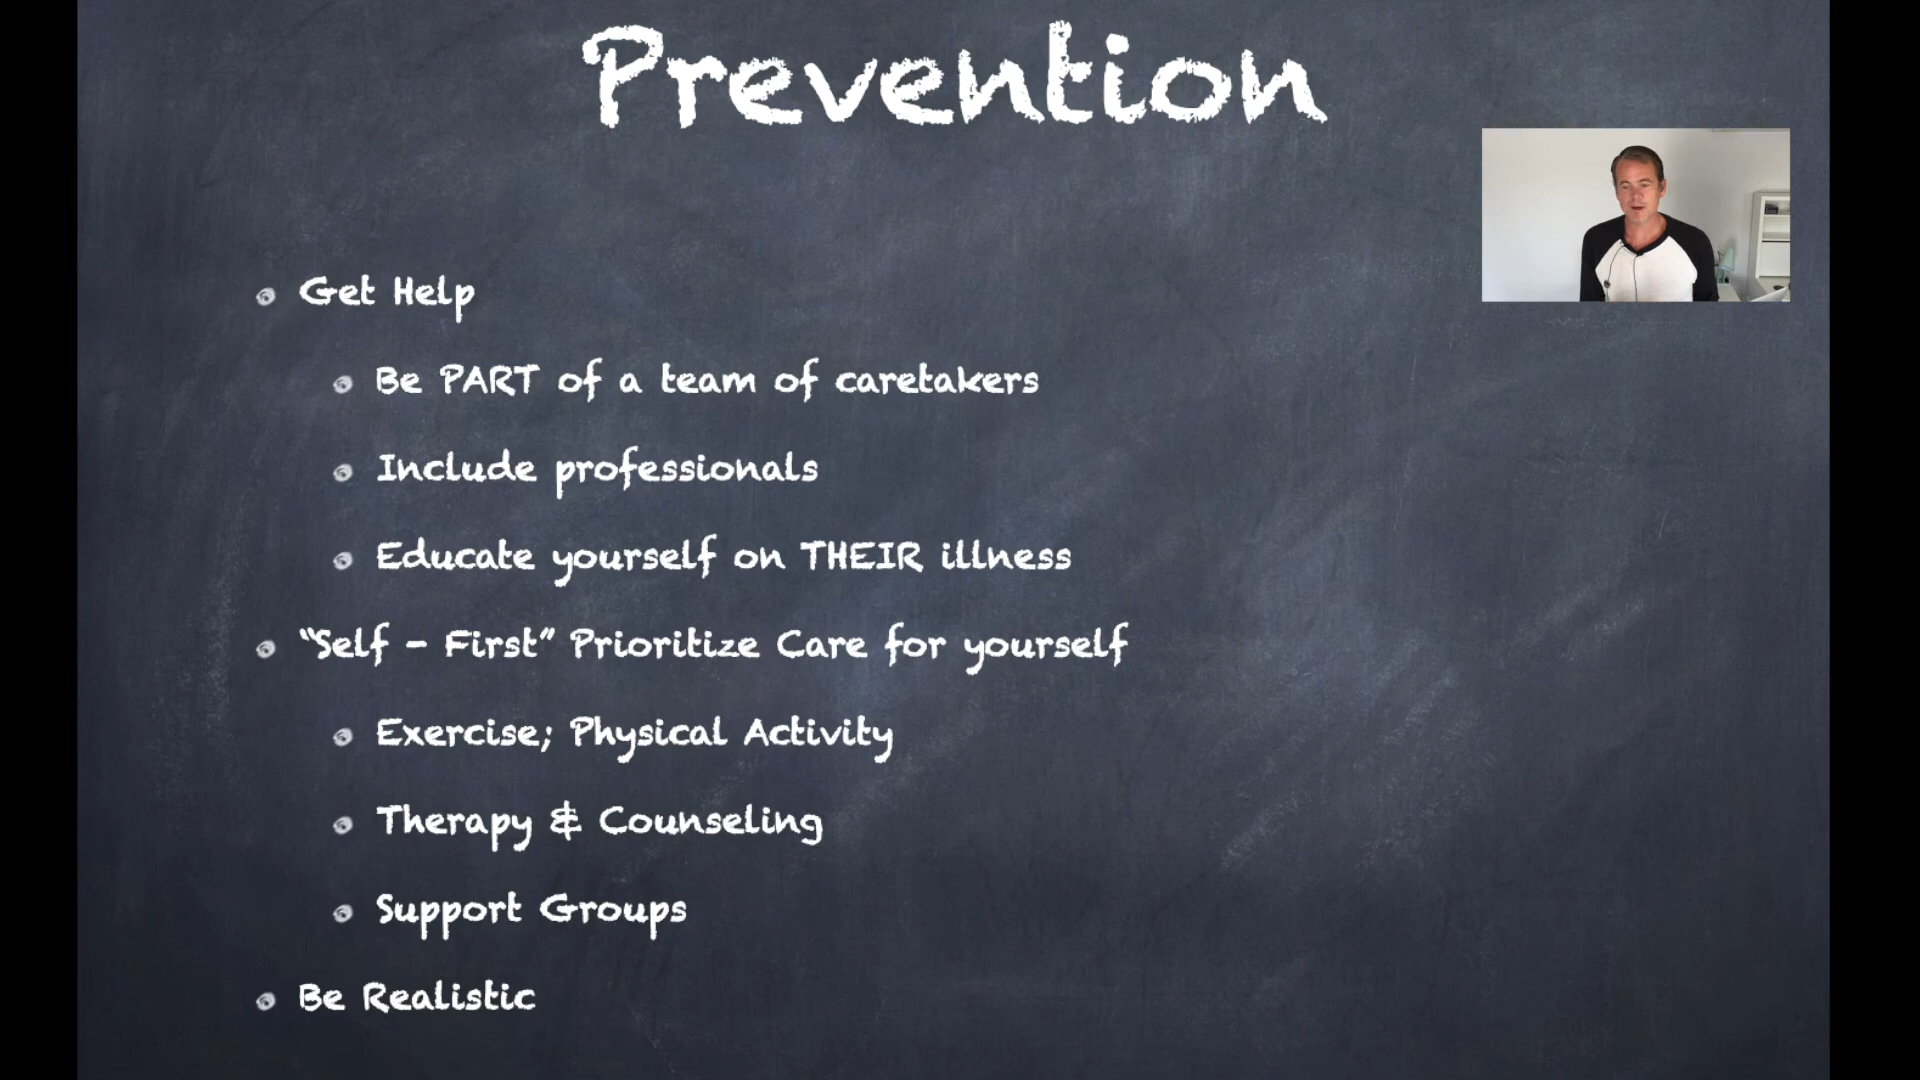 Prevention
Get Help
Be PART of a team of caretakers
Include professionals
Educate yourself on THEIR illness
“Self - First” Prioritize Care for yourself
Exercise; Physical Activity
Therapy & Counseling
Support Groups
Be Realistic